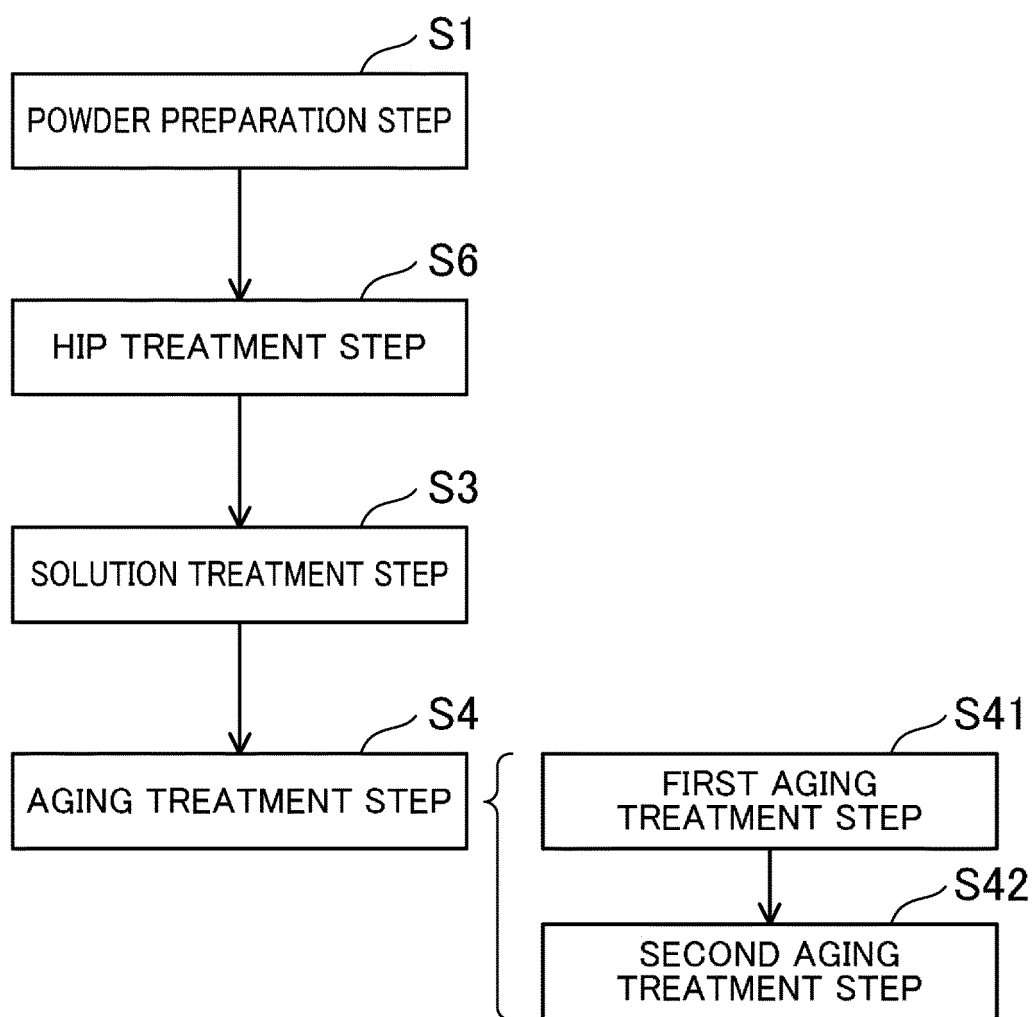 S1
POWDER PREPARATION STEP
S6
HIP TREATMENT STEP
S3
SOLUTION TREATMENT STEP
S4
AGING TREATMENT STEP
S41
FIRST AGING
TREATMENT STEP
S42
SECOND AGING
TREATMENT STEP